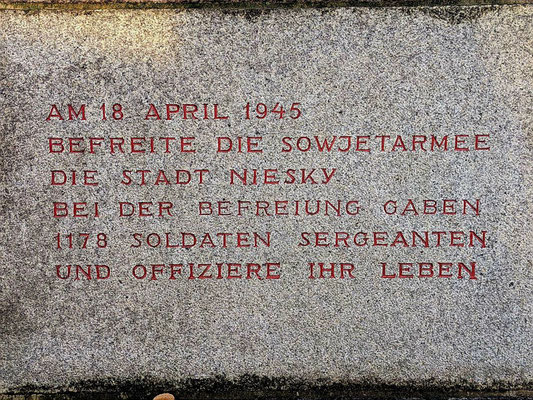 AM 18 APRIL 1945
BEFREITE DIE SOWJETARMEE
DIE STADT NIESKY
BEI DER BEFREIUNG GABEN
1178 SOLDATEN SERGEANTEN
UND OFFIZIERE IHR LEBEN